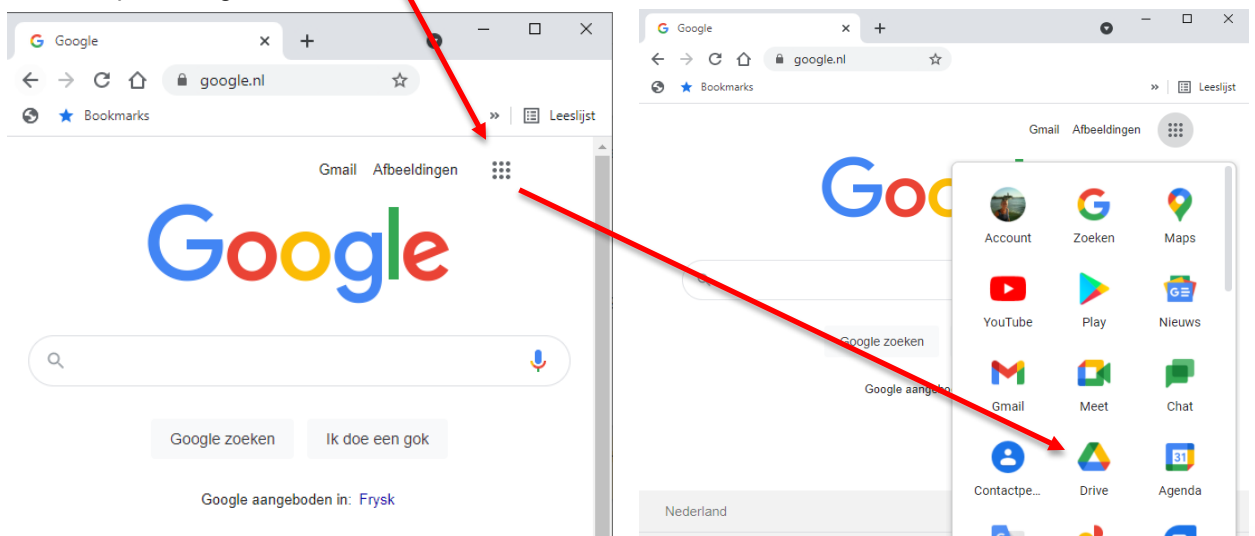 Google
google.nl
Bookmarks
Leeslijst
Gmail Afbeeldingen
Google
Google zoeken Ik doe een gok
Google aangeboden in: Frysk
Google
google.nl
Bookmarks
Leeslijst
Gmail Afbeeldingen
Account Zoeken Maps
YouTube Play Nieuws
Google zoeken
Google aangebo
Gmail Meet Chat
31
Contactpe... Drive Agenda
Nederland